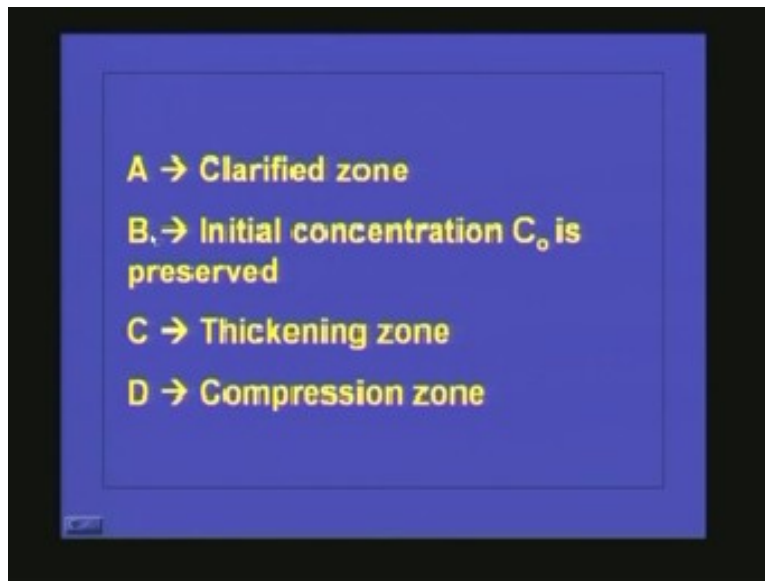 A → Clarified zone
B → Initial concentration Cₒ is
preserved
C → Thickening zone
D → Compression zone